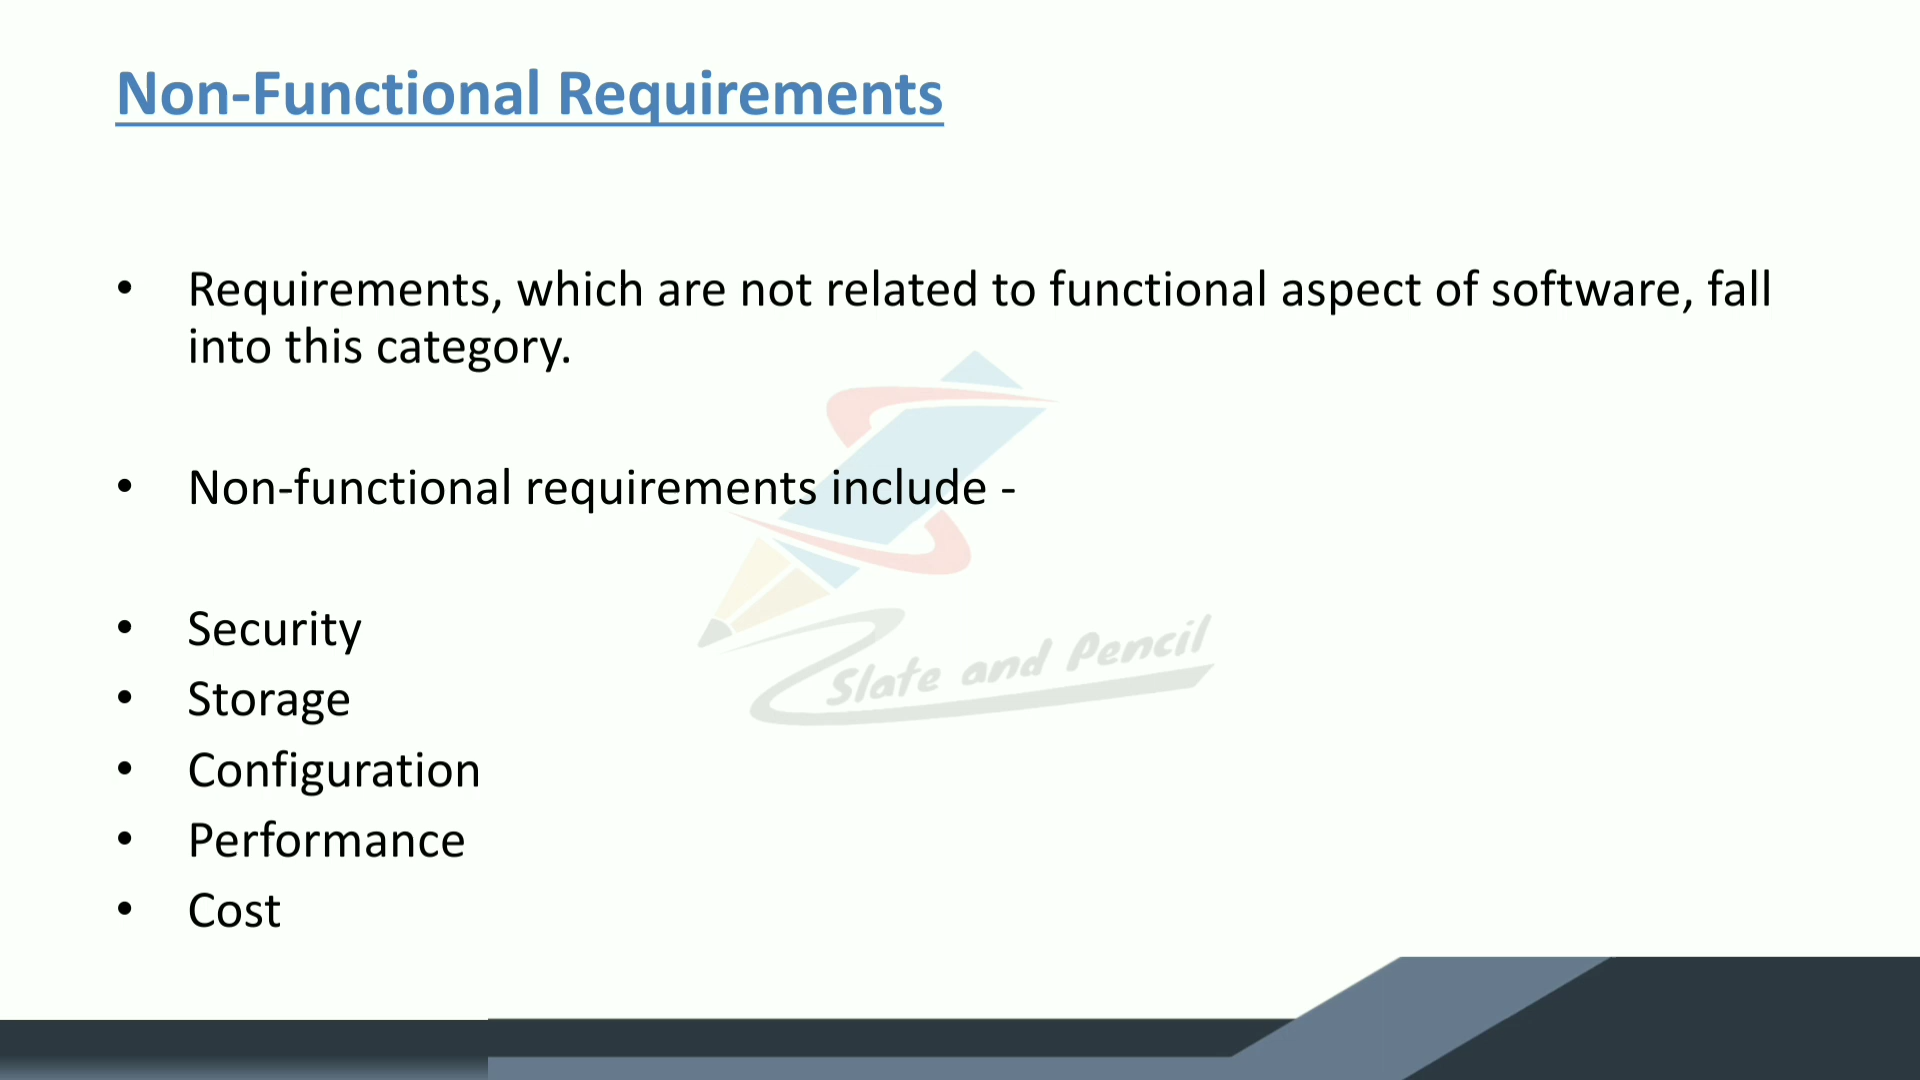 Non-Functional Requirements
• Requirements, which are not related to functional aspect of software, fall
into this category.
• Non-functional requirements include -
• Security
• Storage
• Configuration
• Performance
• Cost
Slate and Pencil